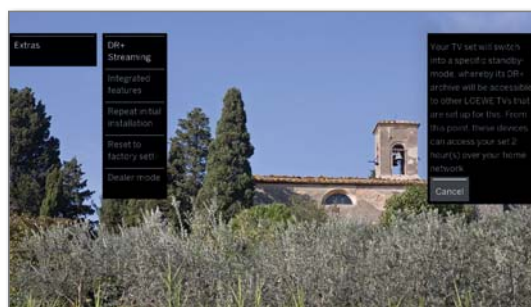 Extras
DR+
Streaming
Integrated
features
Repeat initial
installation
Reset to
factory sett
Dealer mode
Your TV set will switch
into a specific standby-
mode, whereby its DR+
archive will be accessible
to other LOEWE TVs that
are set up for this. From
this point, these devices
can access your set 2
hour(s) over your home
network.
Cancel